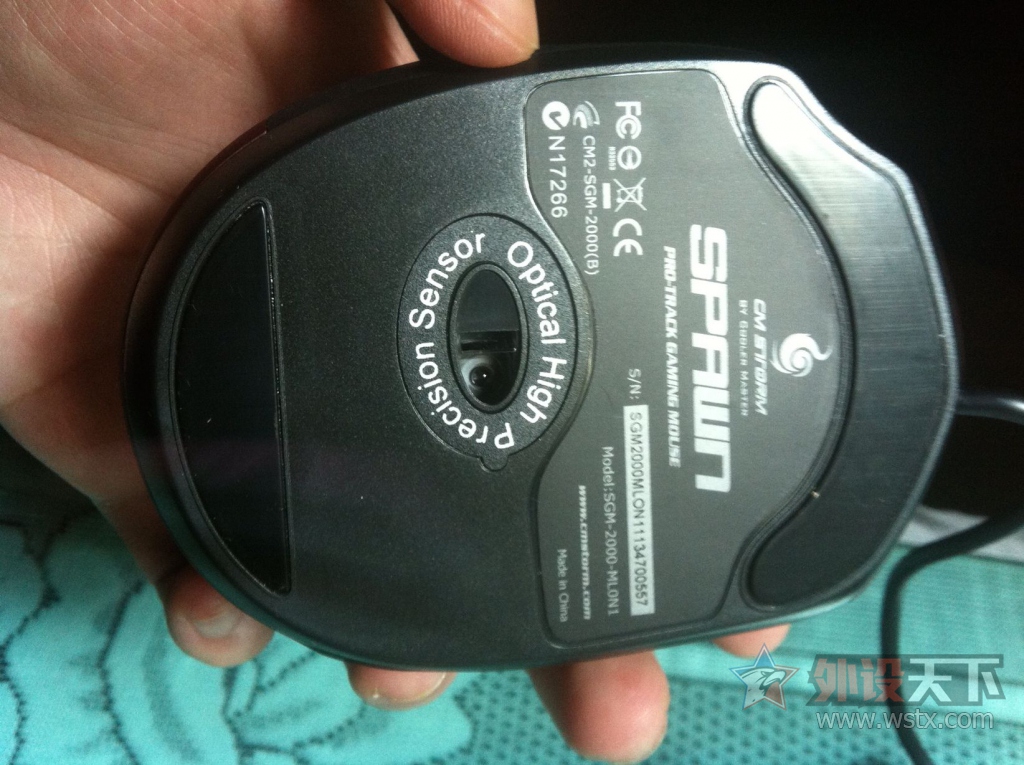 CM STORM
BY COOLER MASTER
SPAWN
PRO-TRACK GAMING MOUSE
S/N: SGM2000MLON11134700557
Model:SGM-2000-MLON1
www.cmstorm.com
Made in China
FC CE
CM2-SGM-2000(B)
N17266
Optical High
Precision Sensor
外设天下
www.wstx.com